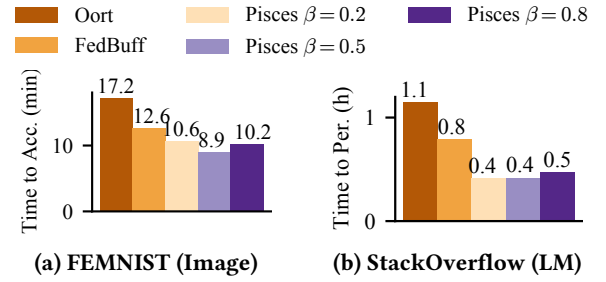 Oort
FedBuff
Pisces β = 0.2
Pisces β = 0.5
Pisces β = 0.8
Time to Acc. (min)
10
0
17.2
12.6
10.6
8.9
10.2
(a) FEMNIST (Image)
Time to Per. (h)
1
0
1.1
0.8
0.4
0.4
0.5
(b) StackOverflow (LM)